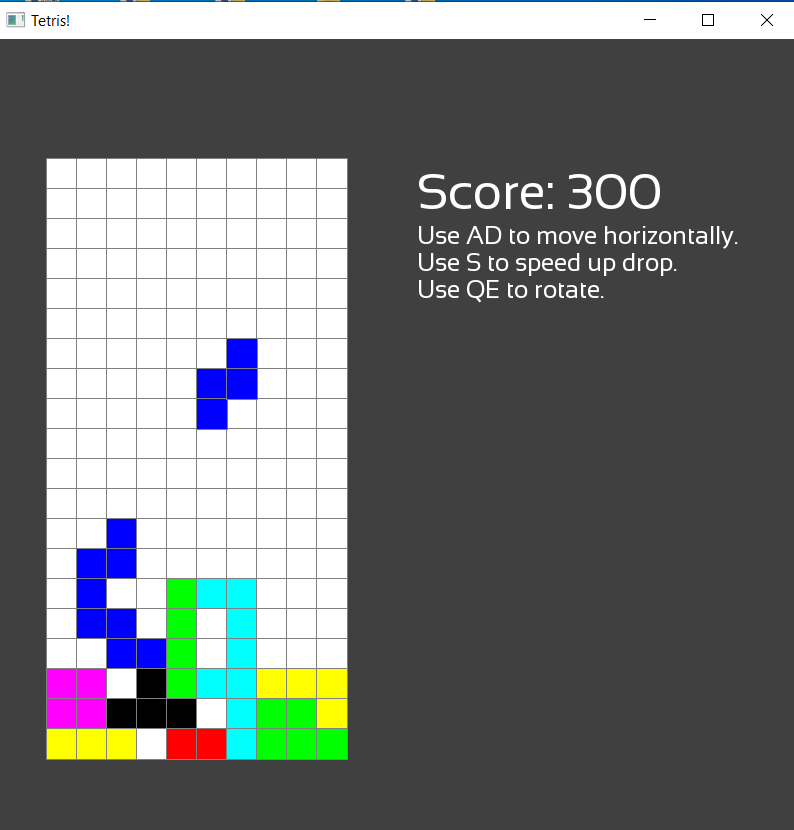 Tetris!
Score: 300
Use AD to move horizontally.
Use S to speed up drop.
Use QE to rotate.